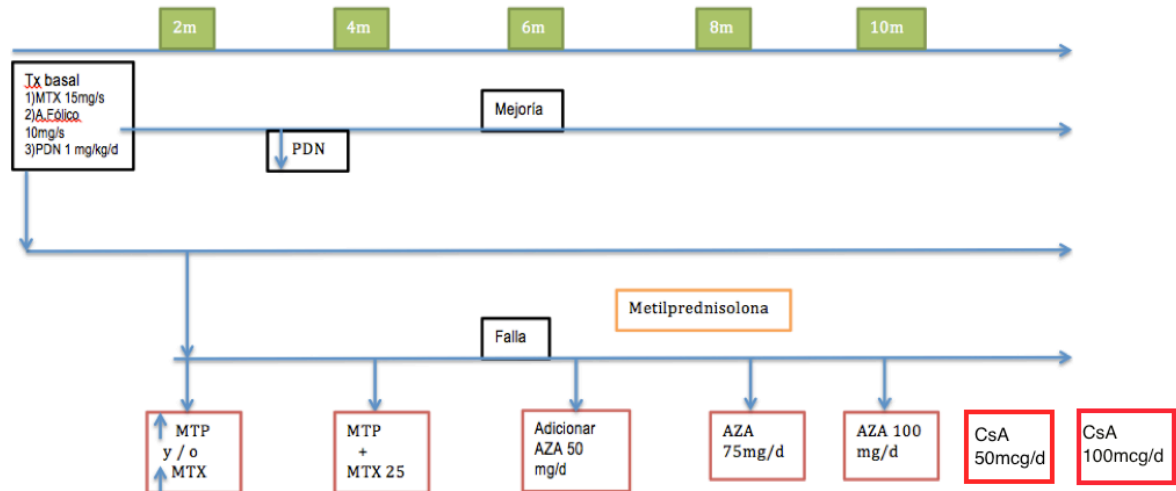 2m
4m
6m
8m
10m
Tx basal
1)MTX 15mg/s
2)A.Fólico
10mg/s
3)PDN 1 mg/kg/d
Mejoría
PDN
Metilprednisolona
Falla
MTP
y / o
MTX
MTP
+
MTX 25
Adicionar
AZA 50
mg/d
AZA
75mg/d
AZA 100
mg/d
CsA
50mcg/d
CsA
100mcg/d